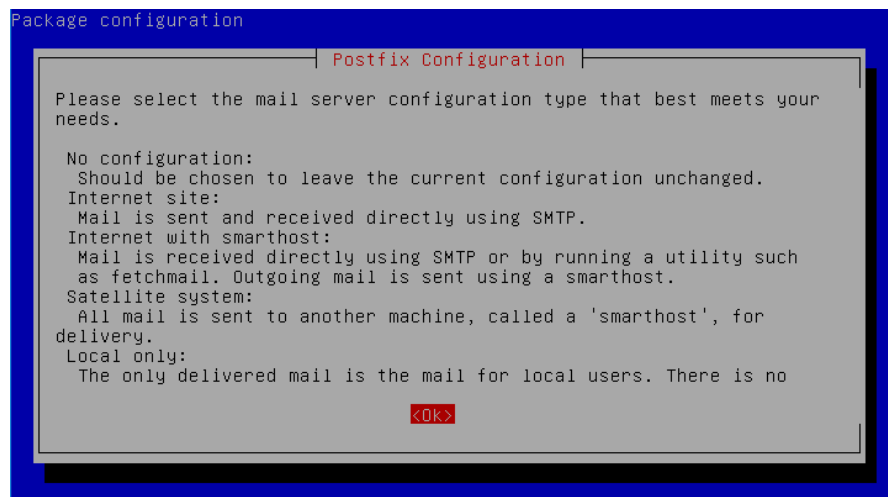 Package configuration
Postfix Configuration
Please select the mail server configuration type that best meets your
needs.
No configuration:
Should be chosen to leave the current configuration unchanged.
Internet site:
Mail is sent and received directly using SMTP.
Internet with smarthost:
Mail is received directly using SMTP or by running a utility such
as fetchmail. Outgoing mail is sent using a smarthost.
Satellite system:
All mail is sent to another machine, called a 'smarthost', for
delivery.
Local only:
The only delivered mail is the mail for local users. There is no
<Ok>